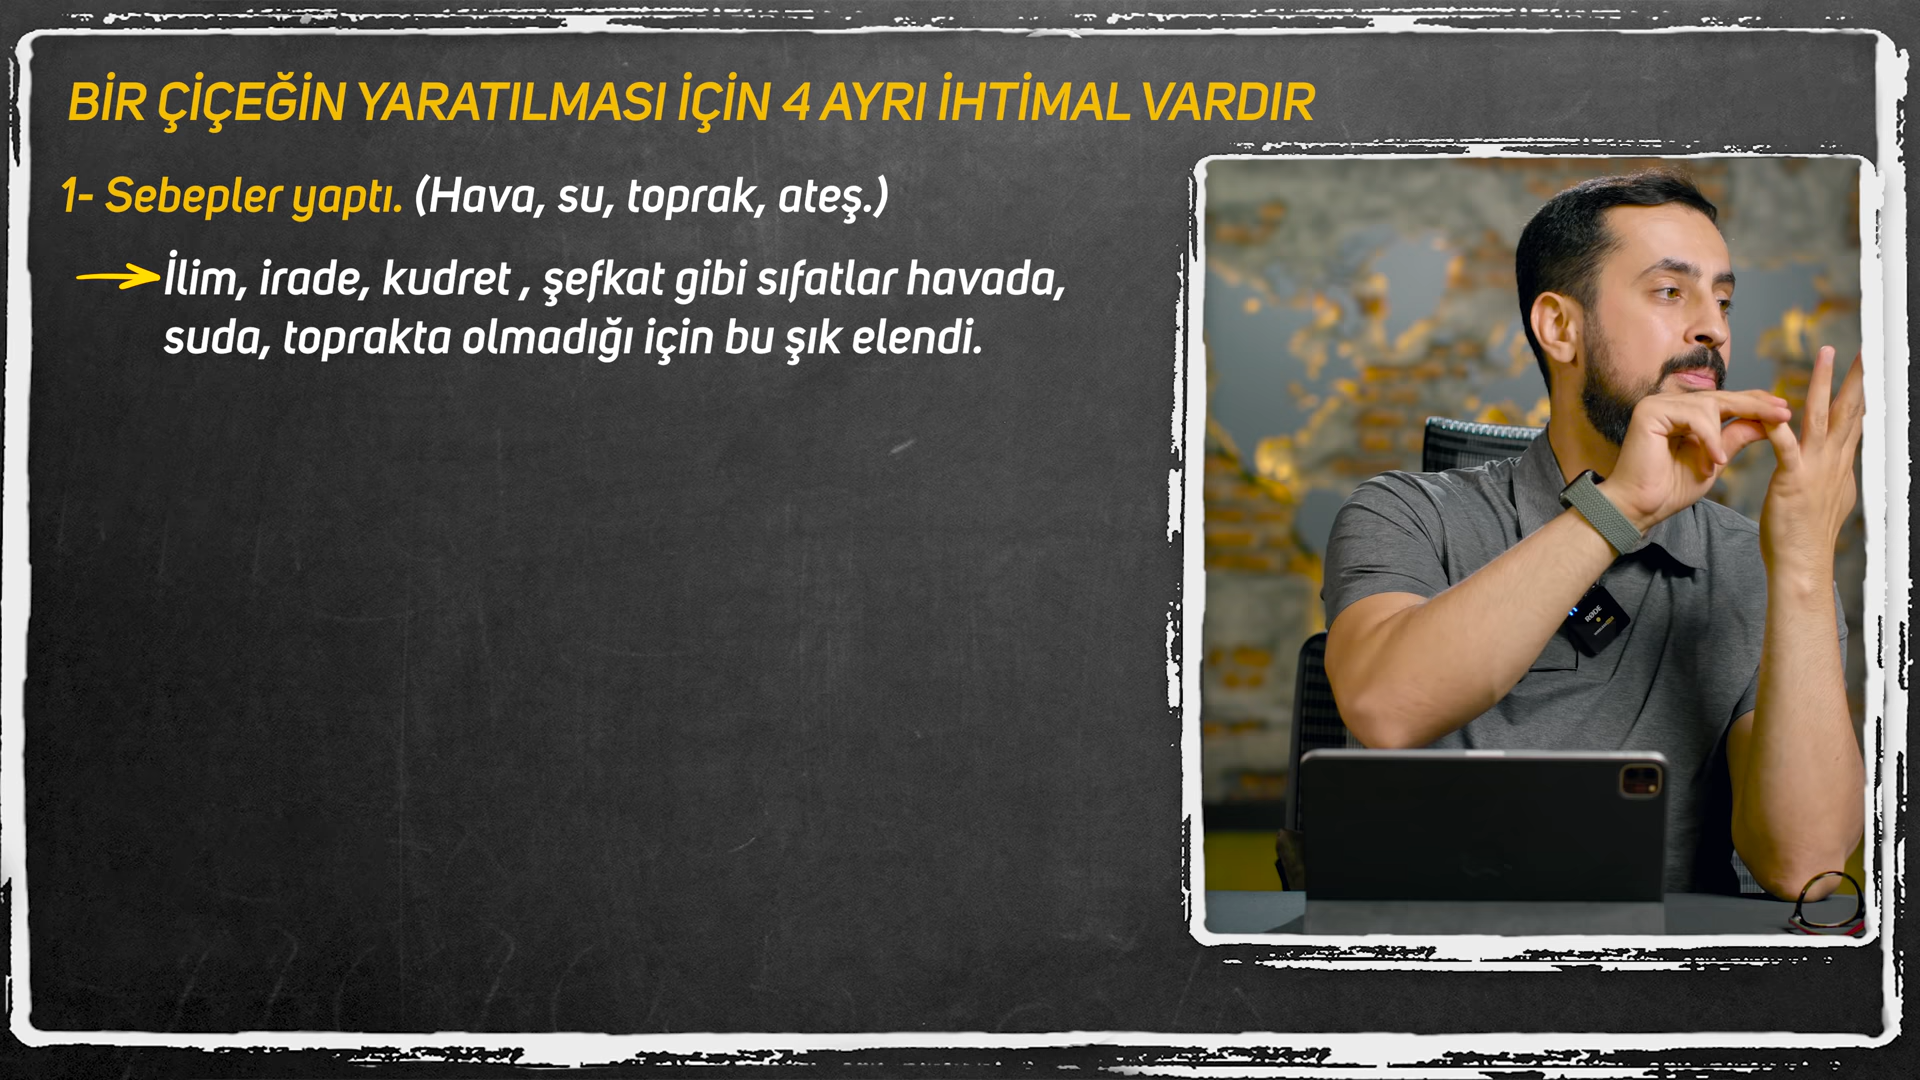 BİR ÇİÇEĞİN YARATILMASI İÇİN 4 AYRI İHTİMAL VARDIR
1- Sebepler yaptı. (Hava, su, toprak, ateş.)
İlim, irade, kudret , şefkat gibi sıfatlar havada,
suda, toprakta olmadığı için bu şık elendi.
RØDE